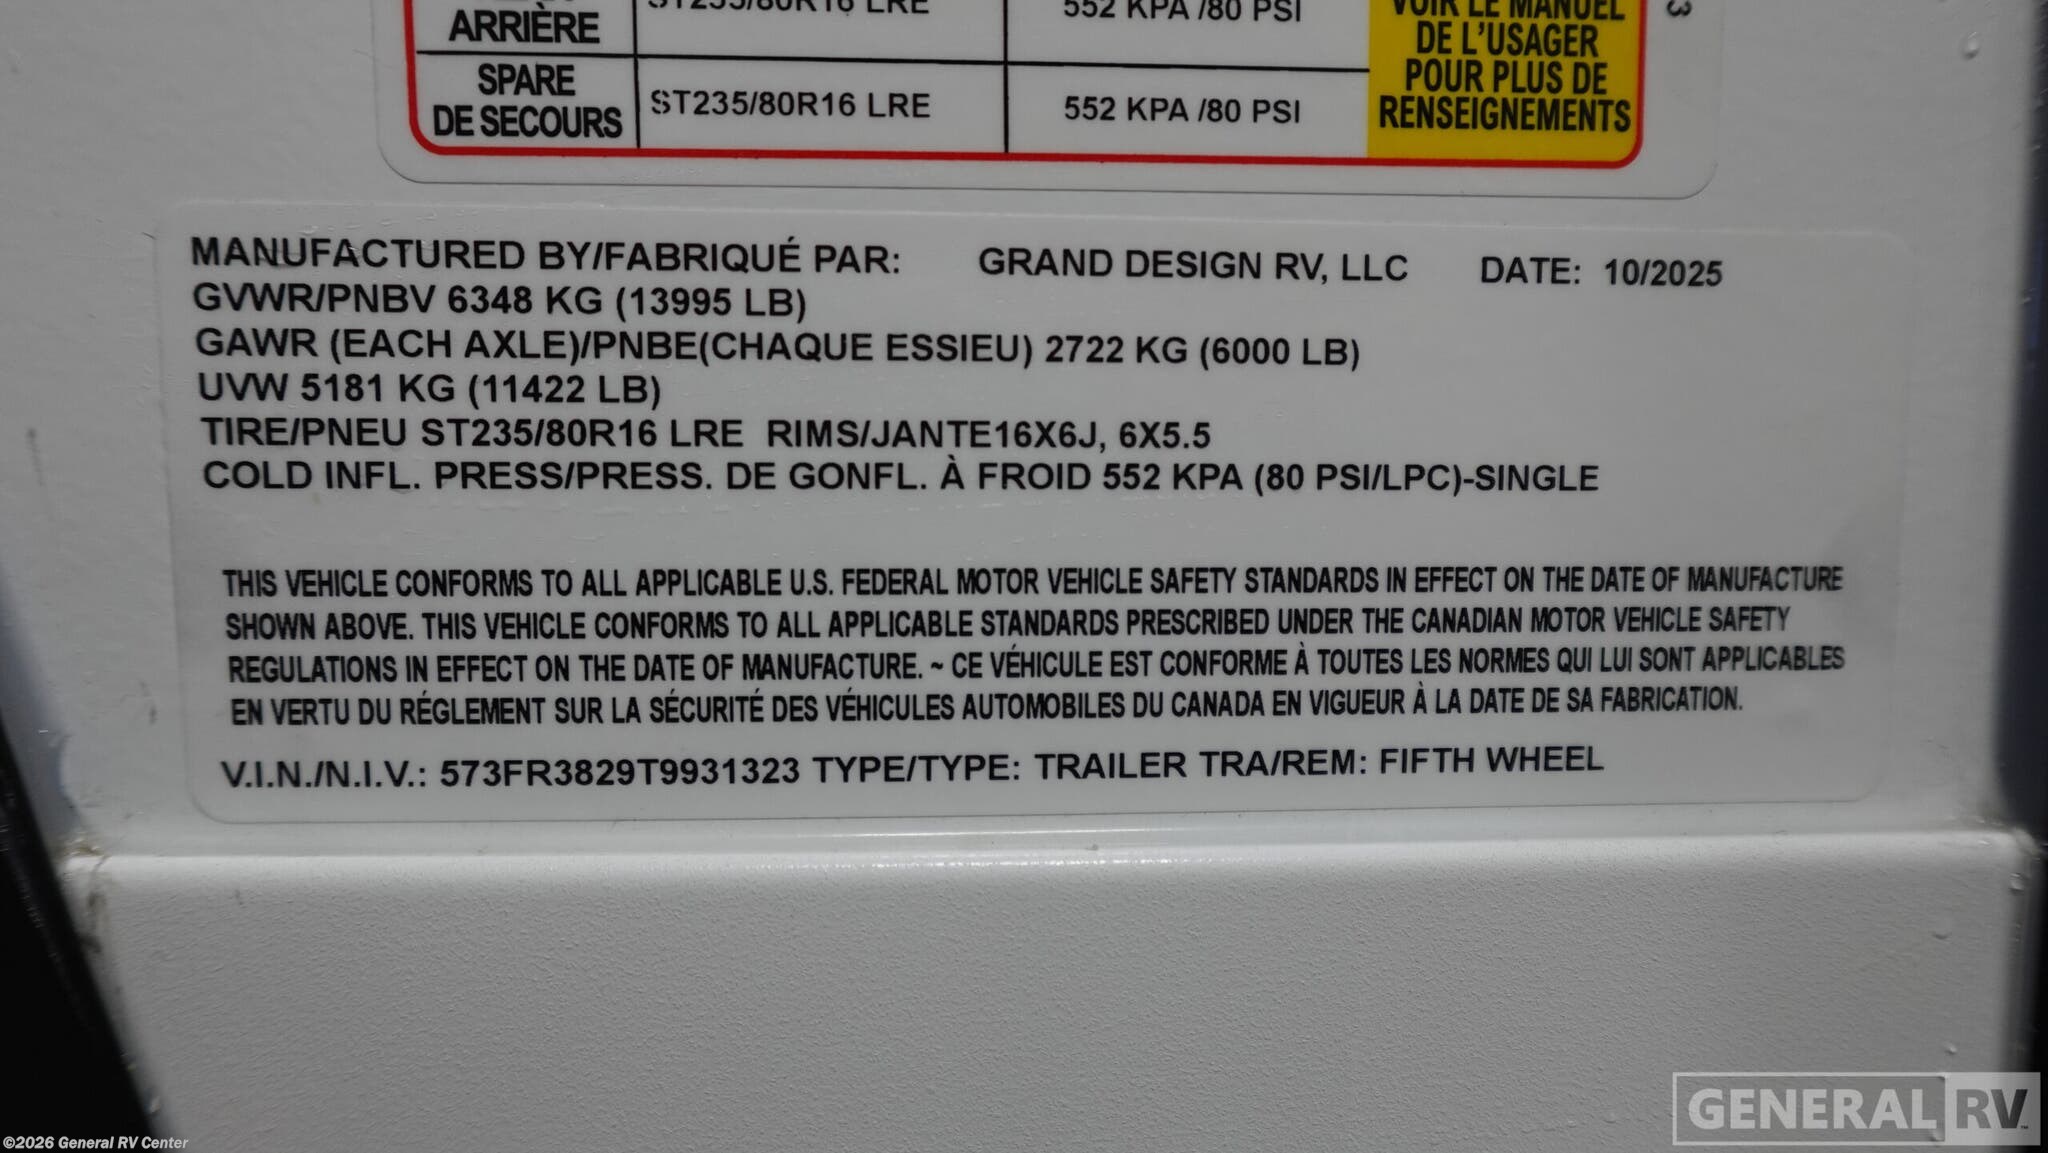 ARRIÈRE ST235/80R16 LRE 552 KPA /80 PSI
VOIR LE MANUEL
DE L'USAGER
POUR PLUS DE
RENSEIGNEMENTS
SPARE
DE SECOURS ST235/80R16 LRE 552 KPA /80 PSI
3
MANUFACTURED BY/FABRIQUÉ PAR: GRAND DESIGN RV, LLC DATE: 10/2025
GVWR/PNBV 6348 KG (13995 LB)
GAWR (EACH AXLE)/PNBE(CHAQUE ESSIEU) 2722 KG (6000 LB)
UVW 5181 KG (11422 LB)
TIRE/PNEU ST235/80R16 LRE RIMS/JANTE16X6J, 6X5.5
COLD INFL. PRESS/PRESS. DE GONFL. À FROID 552 KPA (80 PSI/LPC)-SINGLE
THIS VEHICLE CONFORMS TO ALL APPLICABLE U.S. FEDERAL MOTOR VEHICLE SAFETY STANDARDS IN EFFECT ON THE DATE OF MANUFACTURE
SHOWN ABOVE. THIS VEHICLE CONFORMS TO ALL APPLICABLE STANDARDS PRESCRIBED UNDER THE CANADIAN MOTOR VEHICLE SAFETY
REGULATIONS IN EFFECT ON THE DATE OF MANUFACTURE. ~ CE VÉHICULE EST CONFORME À TOUTES LES NORMES QUI LUI SONT APPLICABLES
EN VERTU DU RÉGLEMENT SUR LA SÉCURITÉ DES VÉHICULES AUTOMOBILES DU CANADA EN VIGUEUR À LA DATE DE SA FABRICATION.
V.I.N./N.I.V.: 573FR3829T9931323 TYPE/TYPE: TRAILER TRA/REM: FIFTH WHEEL
GENERAL RV
©2026 General RV Center